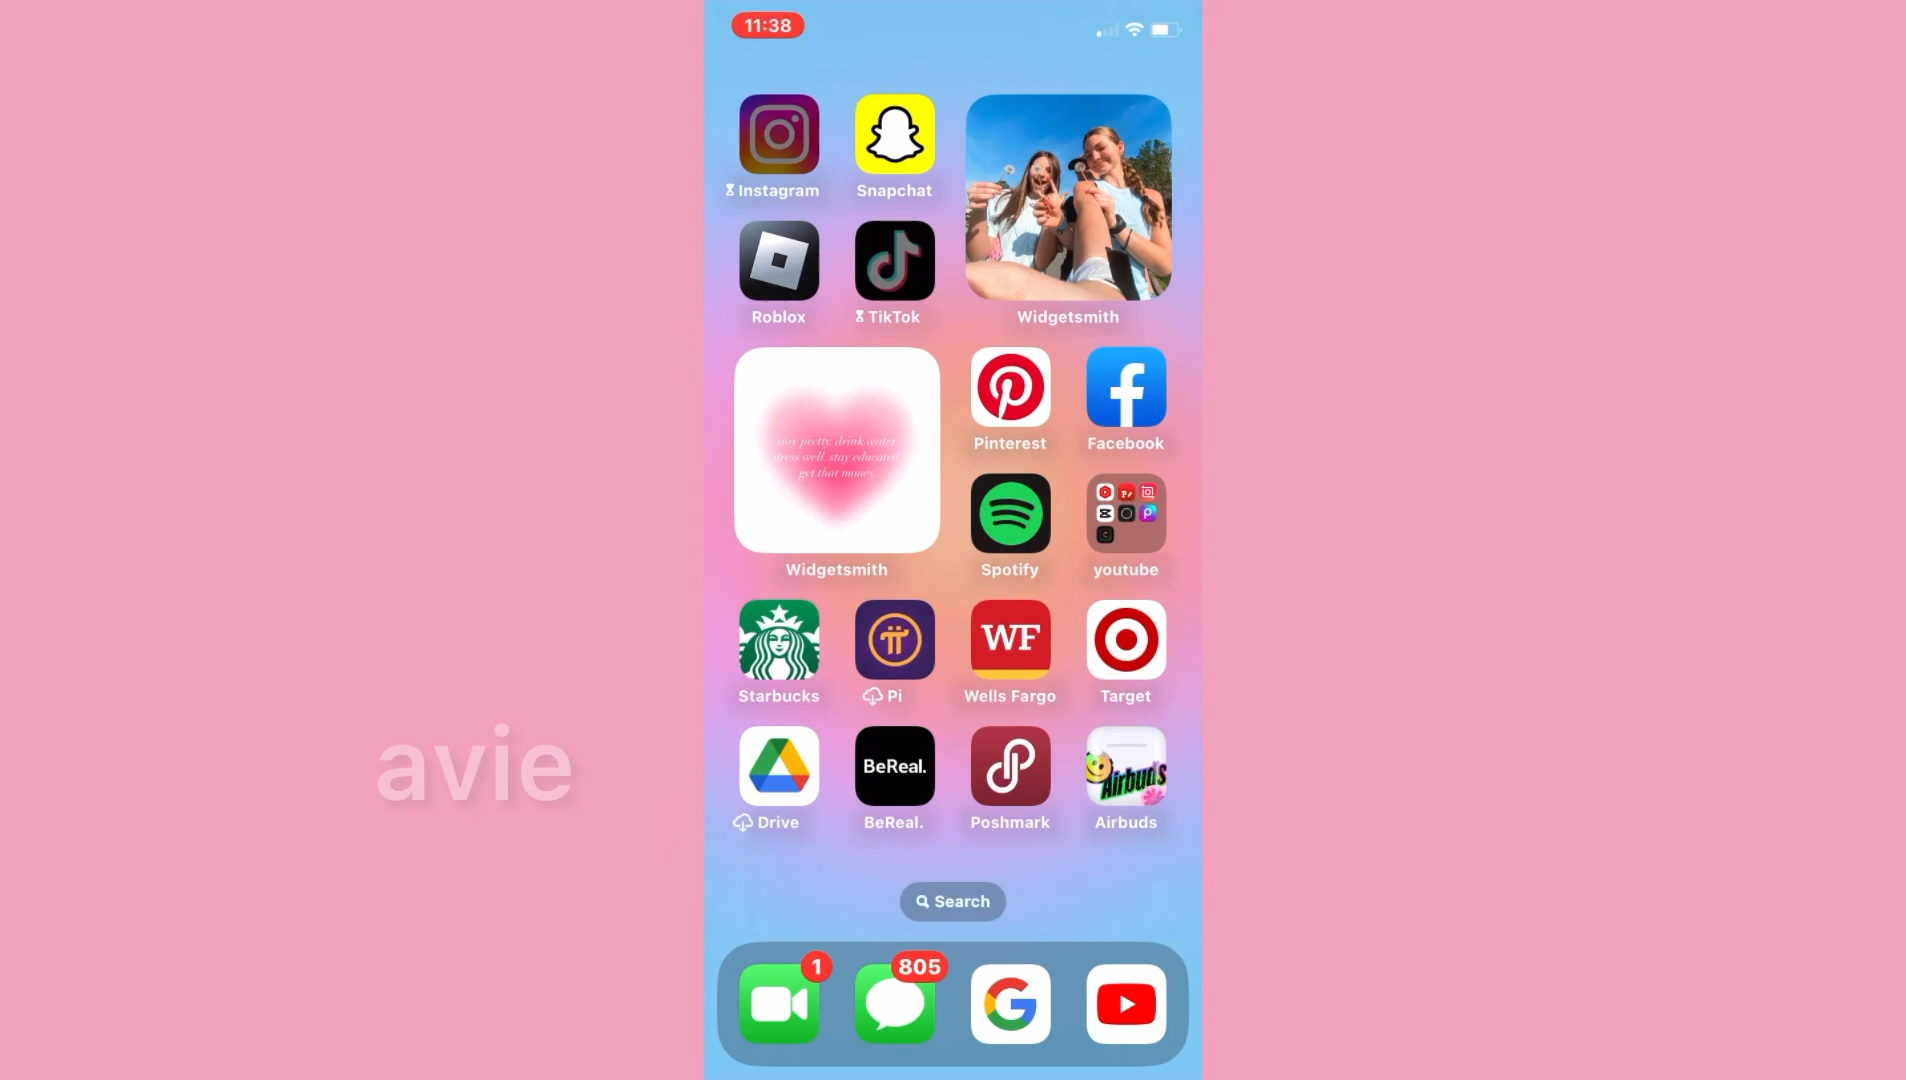 11:38
Instagram
Snapchat
Roblox
TikTok
Widgetsmith
stay pretty. drink water.
dress well. stay educated.
get that money.
Widgetsmith
Pinterest
Facebook
Spotify
youtube
Starbucks
Pi
WF
Wells Fargo
Target
Drive
BeReal.
BeReal.
Poshmark
Airbuds
Airbuds
avie
Search
1
805